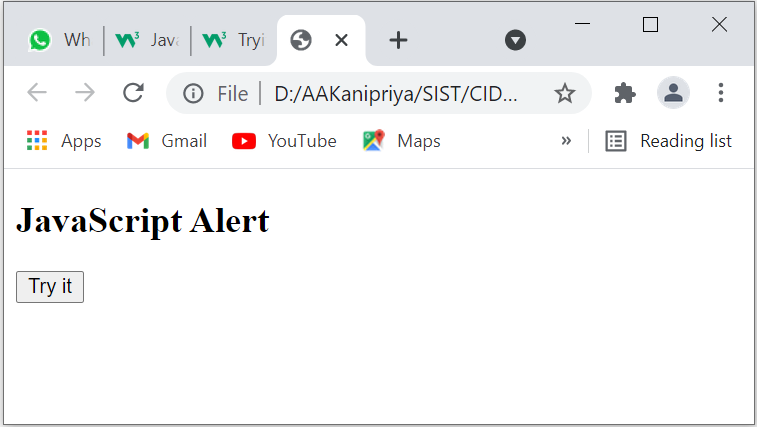 Wh Java Tryi
File D:/AAKanipriya/SIST/CID...
Apps Gmail YouTube Maps » Reading list
JavaScript Alert
Try it